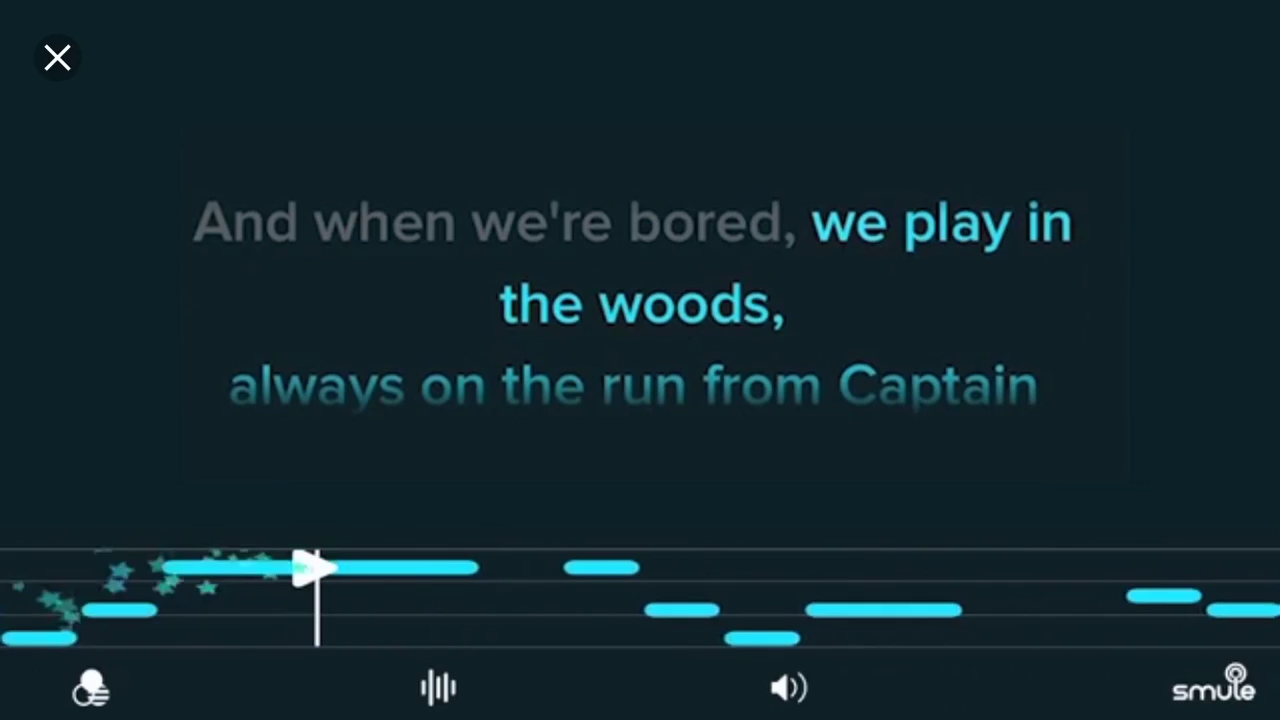 And when we're bored, we play in
the woods,
always on the run from Captain
smule